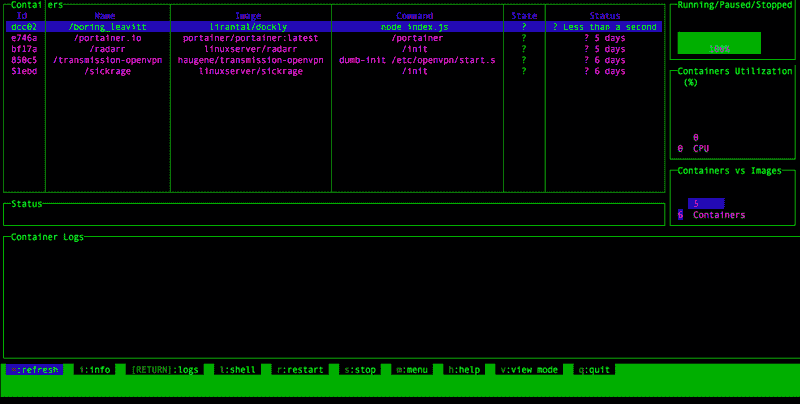 Containers
Id Name Image Command State Status
dcc02 /boring_leavitt lirantal/dockly node index.js ? ? Less than a second
e746a /portainer.io portainer/portainer:latest /portainer ? ? 5 days
bf17a /radarr linuxserver/radarr /init ? ? 5 days
850c5 /transmission-openvpn haugene/transmission-openvpn dumb-init /etc/openvpn/start.s ? ? 6 days
51ebd /sickrage linuxserver/sickrage /init ? ? 6 days
Running/Paused/Stopped
Containers Utilization
(%)
0
0 CPU
Containers vs Images
5
6 Containers
Status
Container Logs
=:refresh i:info [RETURN]:logs l:shell r:restart s:stop m:menu h:help v:view mode q:quit